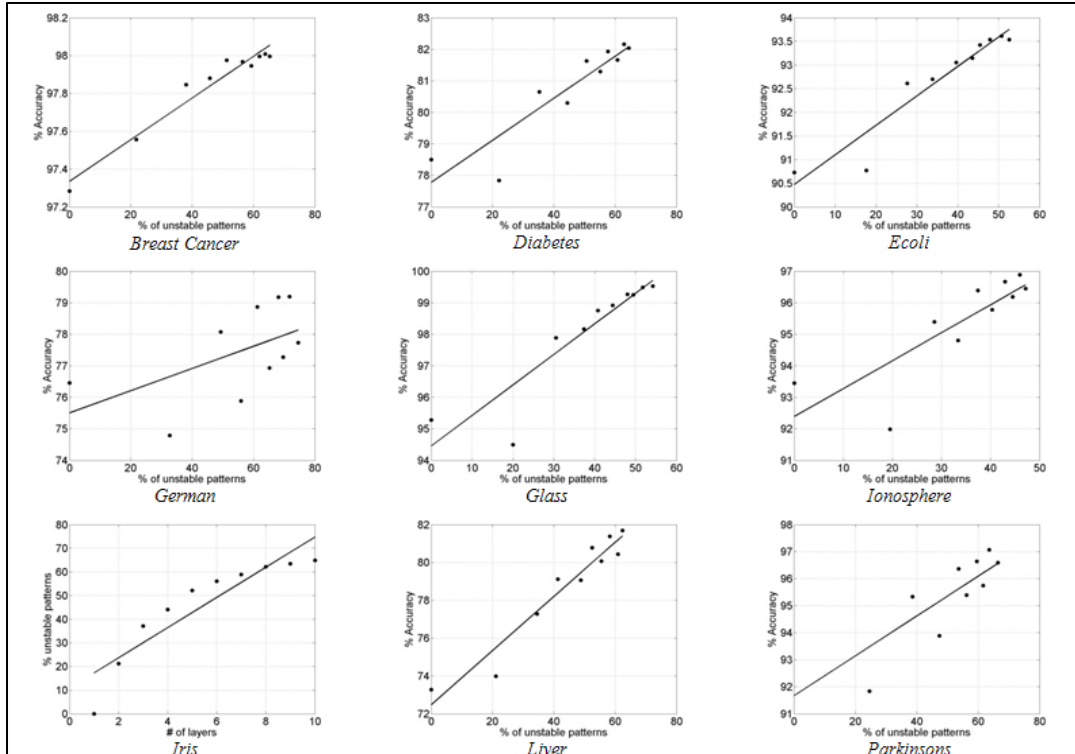 98.2
98
97.8
97.6
97.4
97.2
% Accuracy
0 20 40 60 80
% of unstable patterns
Breast Cancer
83
82
81
80
79
78
77
% Accuracy
0 20 40 60 80
% of unstable patterns
Diabetes
94
93.5
93
92.5
92
91.5
91
90.5
90
% Accuracy
0 10 20 30 40 50 60
% of unstable patterns
Ecoli
80
79
78
77
76
75
74
% Accuracy
0 20 40 60 80
% of unstable patterns
German
100
99
98
97
96
95
94
% Accuracy
0 10 20 30 40 50 60
% of unstable patterns
Glass
97
96
95
94
93
92
91
% Accuracy
0 10 20 30 40 50
% of unstable patterns
Ionosphere
80
70
60
50
40
30
20
10
0
% unstable patterns
0 2 4 6 8 10
# of layers
Iris
82
80
78
76
74
72
% Accuracy
0 20 40 60 80
% of unstable patterns
Liver
98
97
96
95
94
93
92
91
% Accuracy
0 20 40 60 80
% of unstable patterns
Parkinsons